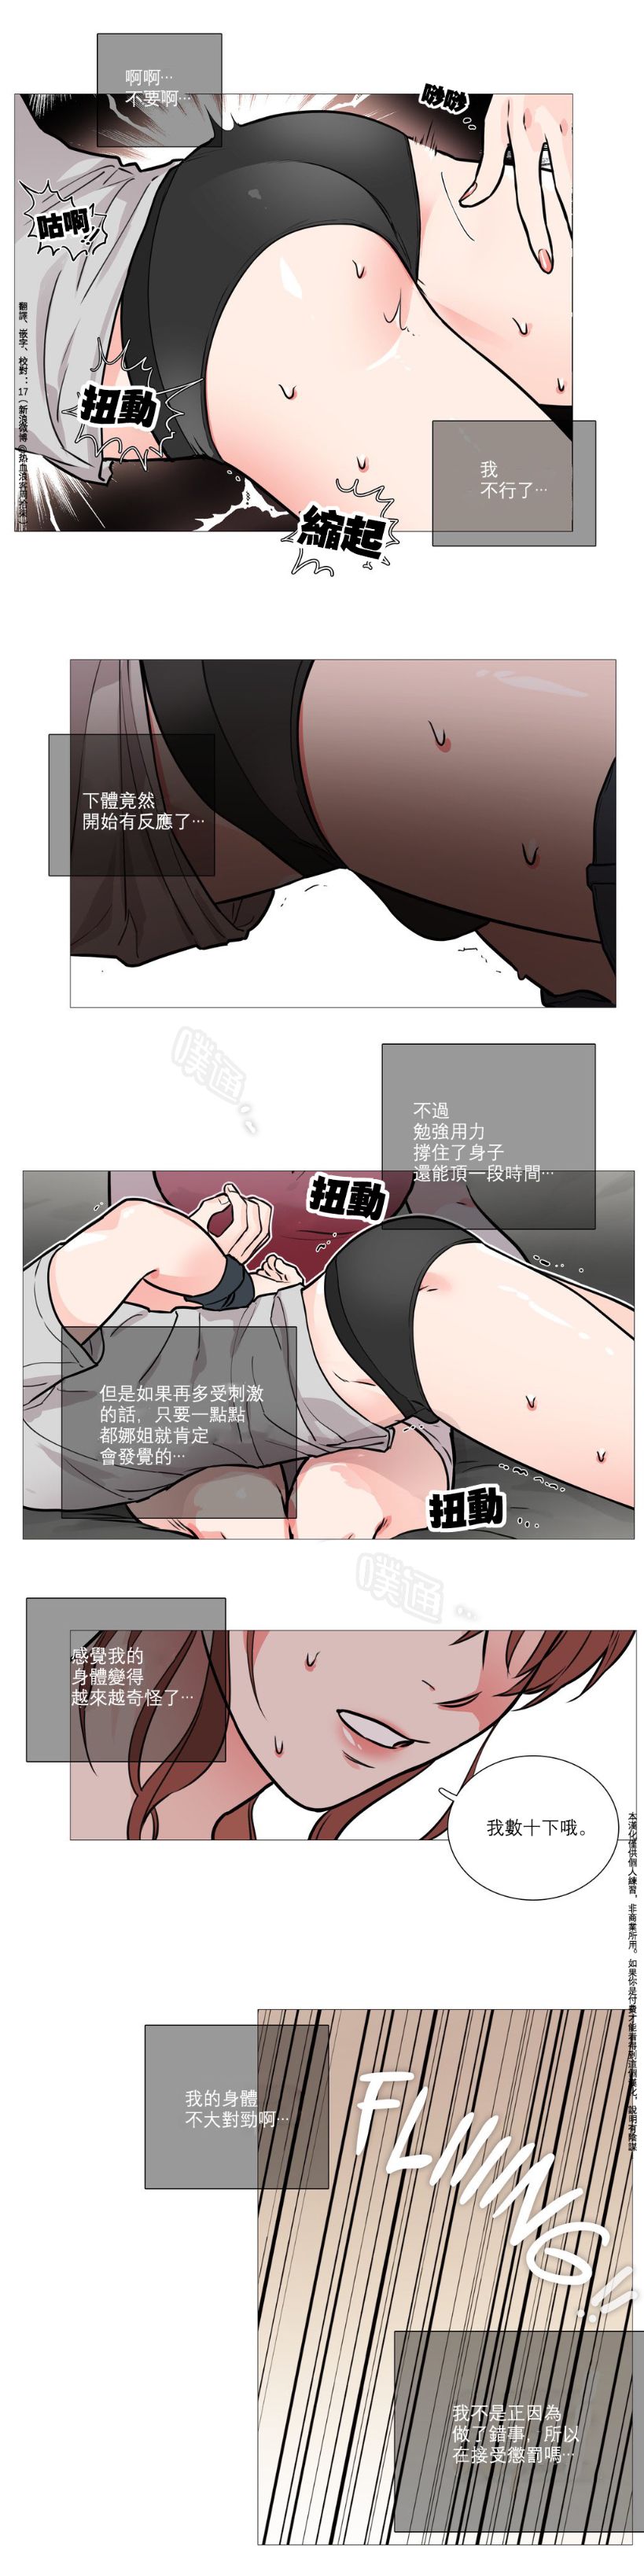 啊啊…
不要啊…
吵吵
咕啊
扭動
我
不行了…
縮起
下體竟然
開始有反應了…
噗通
不過
勉強用力
撐住了身子
還能頂一段時間…
扭動
但是如果再多受刺激
的話，只要一點點
都娜姐就肯定
會發覺的…
扭動
噗通
感覺我的
身體變得
越來越奇怪了…
我數十下哦。
我的身體
不大對勁啊…
FLIIIING!!
我不是正因為
做了錯事，所以
在接受懲罰嗎…